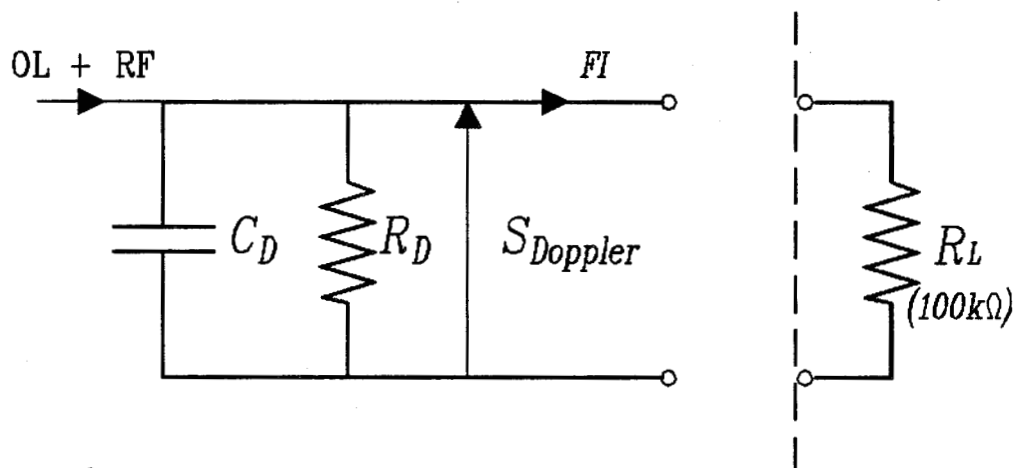 OL + RF
FI
C_D
R_D
S_Doppler
R_L
(100kΩ)